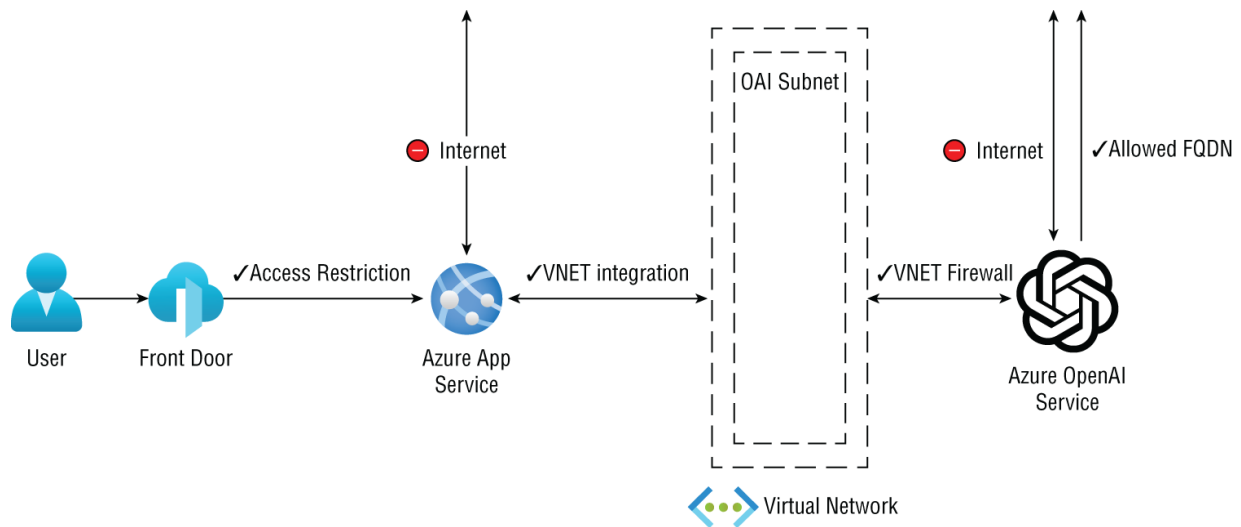 OAI Subnet
Internet
Internet
✓Allowed FQDN
✓Access Restriction
✓VNET integration
✓VNET Firewall
User
Front Door
Azure App
Service
Azure OpenAI
Service
Virtual Network